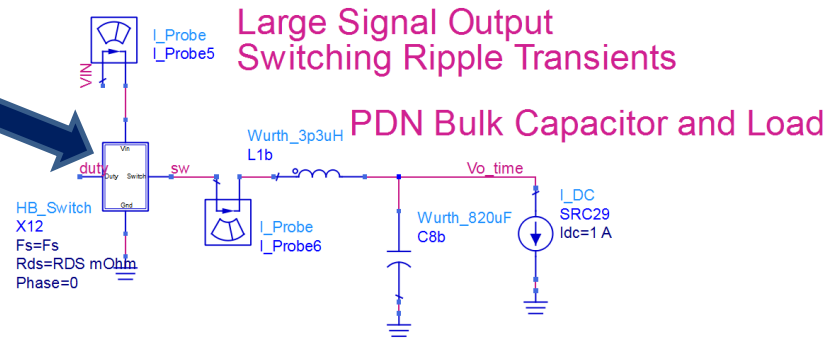 Large Signal Output
Switching Ripple Transients
PDN Bulk Capacitor and Load
I_Probe
I_Probe5
VIN
Vin
duty
Duty
Switch
Gnd
sw
HB_Switch
X12
Fs=Fs
Rds=RDS mOhm
Phase=0
I_Probe
I_Probe6
Wurth_3p3uH
L1b
Vo_time
Wurth_820uF
C8b
I_DC
SRC29
Idc=1 A